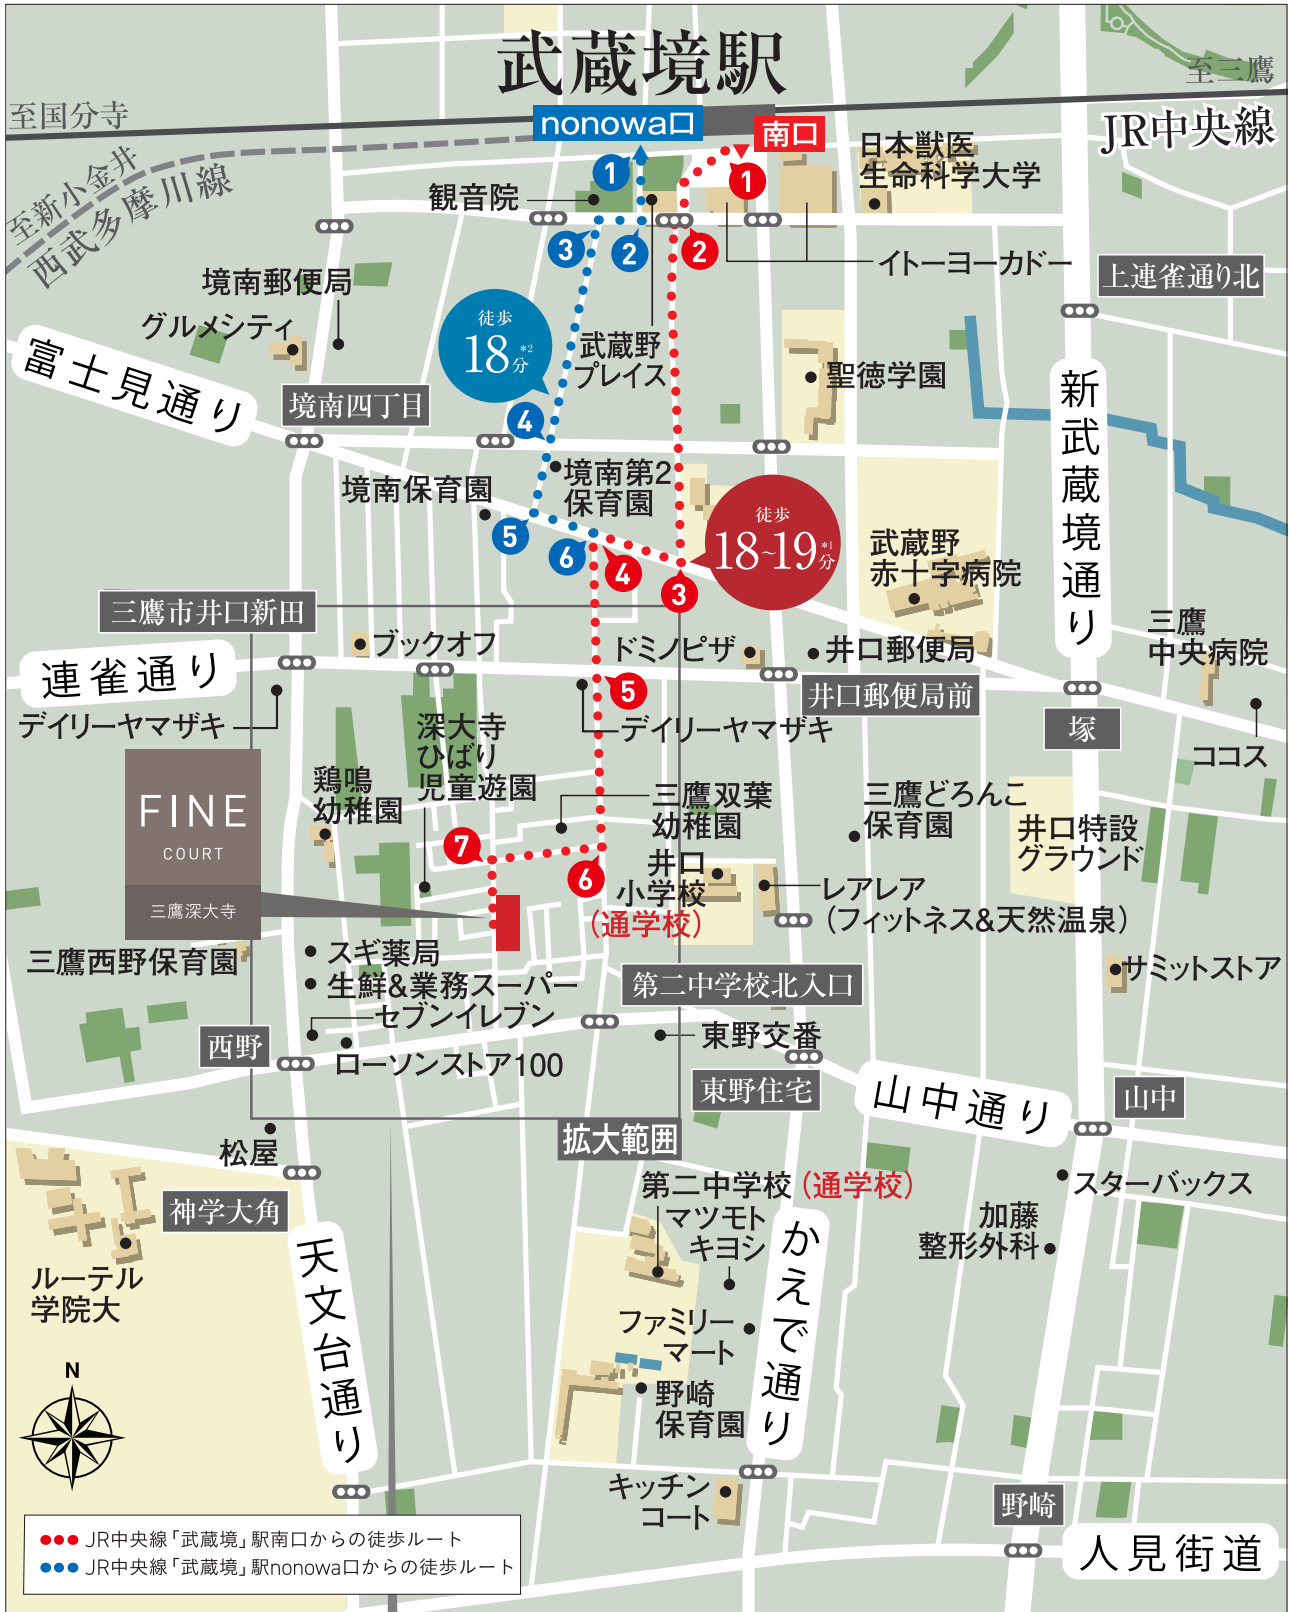 武蔵境駅
至三鷹
至国分寺
nonowa口
南口
JR中央線
至新小金井
西武多摩川線
観音院
1
1
日本獣医
生命科学大学
3
2
2
イトーヨーカドー
上連雀通り北
境南郵便局
グルメシティ
徒歩
18分*2
武蔵野
プレイス
聖徳学園
富士見通り
境南四丁目
新武蔵境通り
4
境南第2
保育園
境南保育園
5
6
4
3
徒歩
18~19分*1
武蔵野
赤十字病院
三鷹市井口新田
三鷹
中央病院
連雀通り
ブックオフ
ドミノピザ
井口郵便局
5
井口郵便局前
デイリーヤマザキ
デイリーヤマザキ
塚
ココス
深大寺
ひばり
児童遊園
FINE
COURT
三鷹深大寺
鶏鳴
幼稚園
三鷹双葉
幼稚園
三鷹どろんこ
保育園
井口特設
グラウンド
7
6
井口
小学校
(通学校)
レアレア
(フィットネス&天然温泉)
三鷹西野保育園
スギ薬局
生鮮&業務スーパー
セブンイレブン
ローソンストア100
第二中学校北入口
サミットストア
西野
東野交番
東野住宅
山中通り
山中
松屋
拡大範囲
神学大角
第二中学校(通学校)
スターバックス
マツモト
キヨシ
加藤
整形外科
ルーテル
学院大
天文台通り
かえで通り
ファミリー
マート
野崎
保育園
N
キッチン
コート
野崎
人見街道
JR中央線「武蔵境」駅南口からの徒歩ルート
JR中央線「武蔵境」駅nonowa口からの徒歩ルート